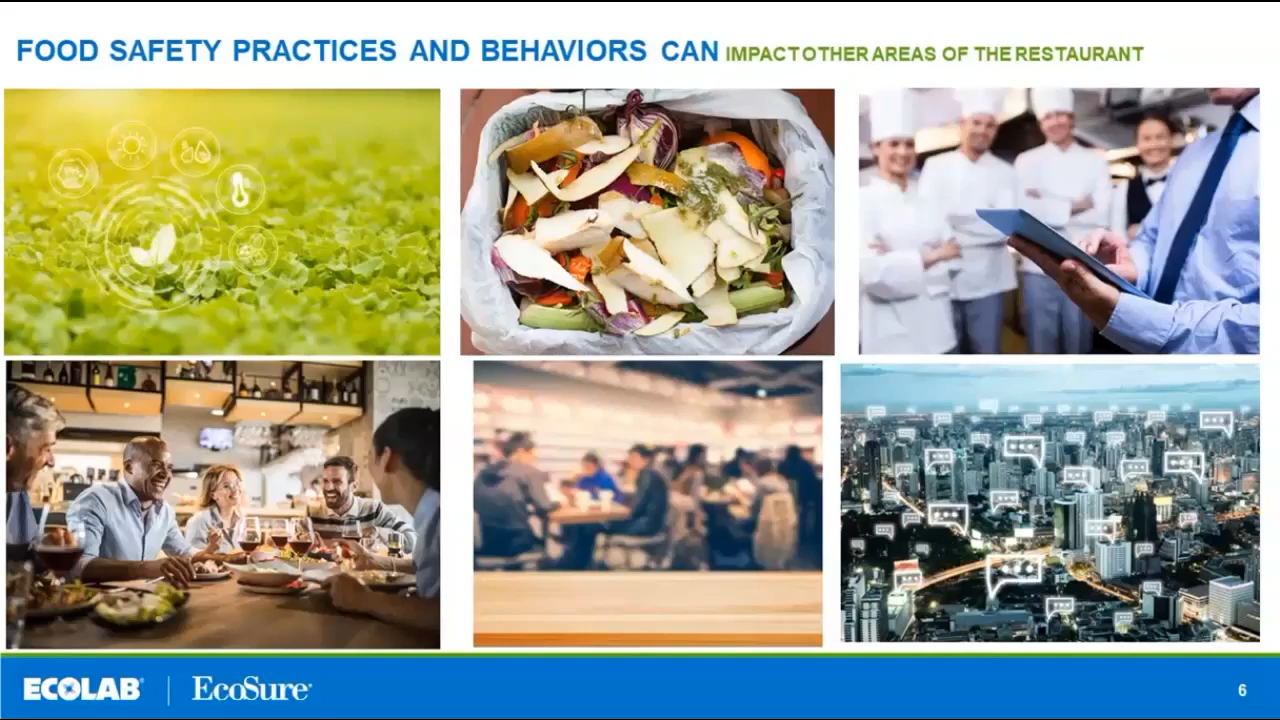 FOOD SAFETY PRACTICES AND BEHAVIORS CAN IMPACT OTHER AREAS OF THE RESTAURANT
ECOLAB® | EcoSure®
6